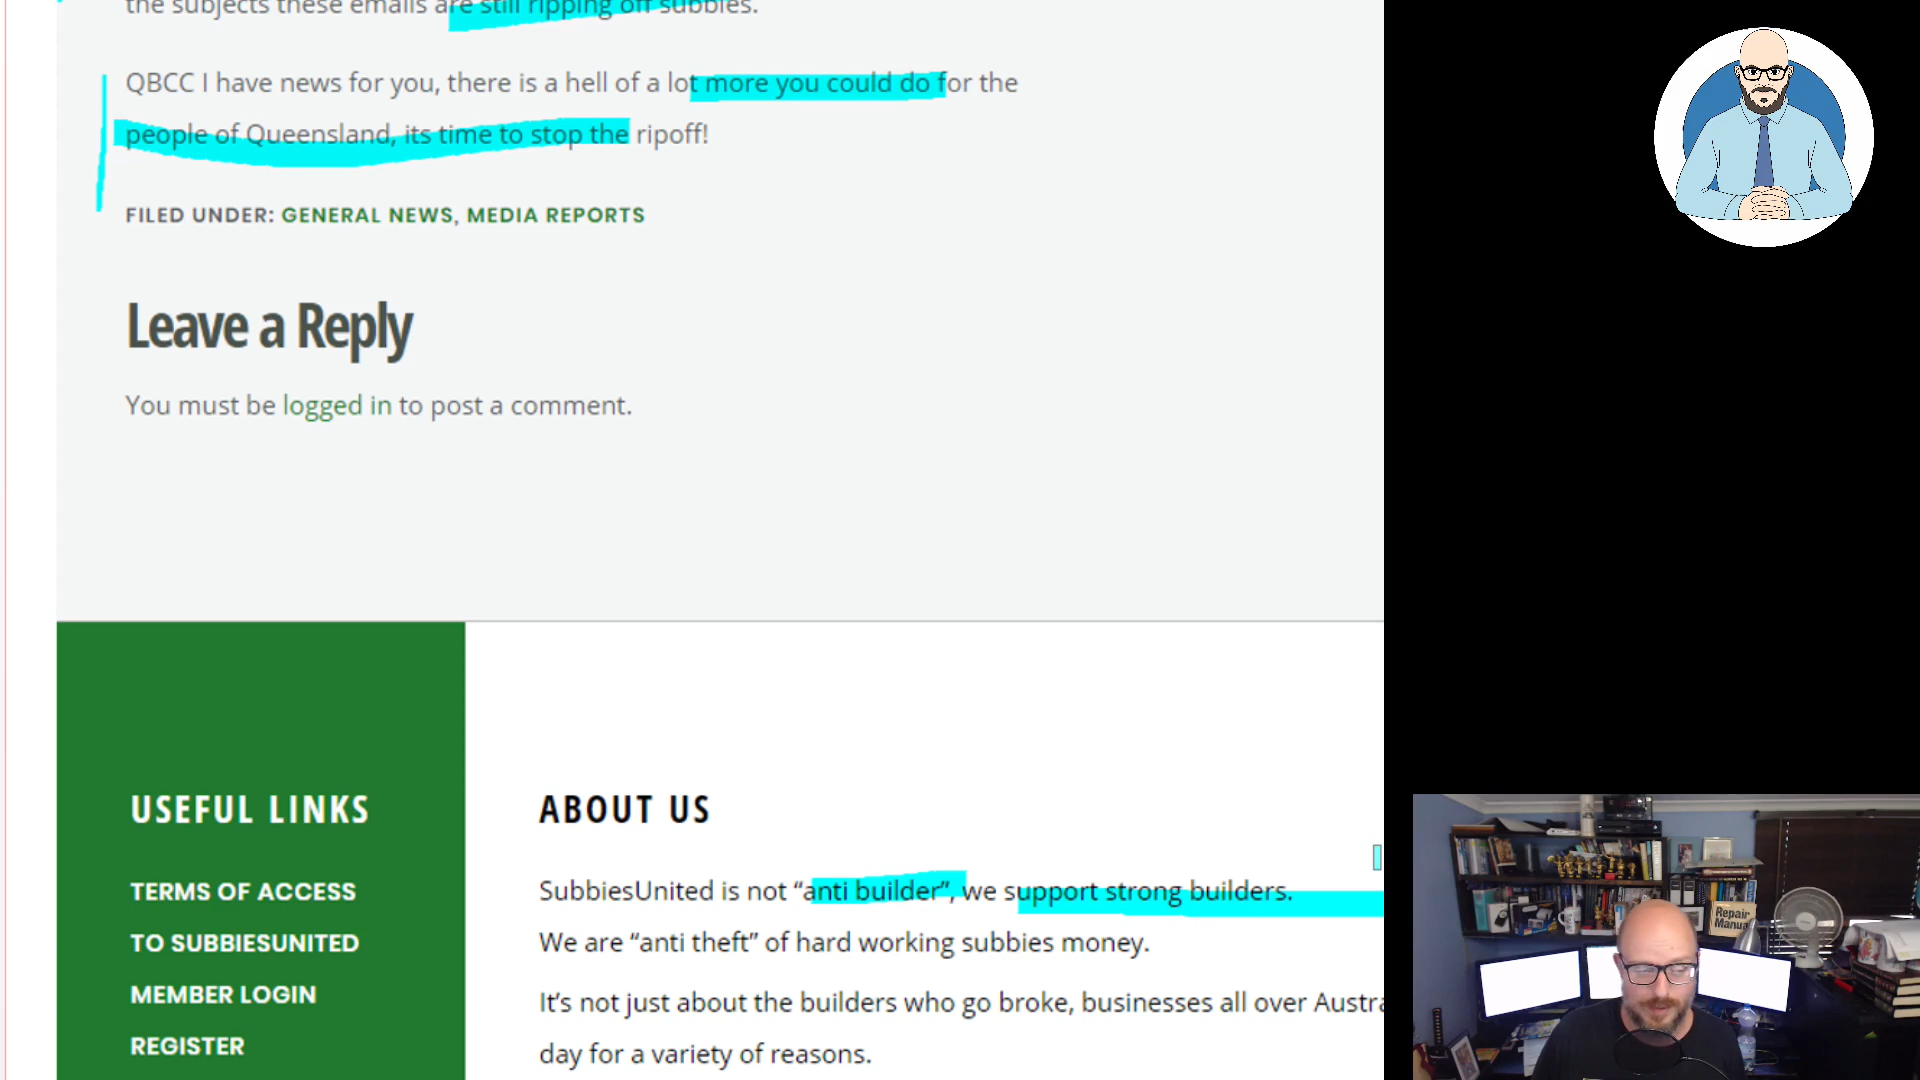 the subjects these emails are still ripping off subbies.
QBCC I have news for you, there is a hell of a lot more you could do for the
people of Queensland, its time to stop the ripoff!
FILED UNDER: GENERAL NEWS, MEDIA REPORTS
Leave a Reply
You must be logged in to post a comment.
USEFUL LINKS
TERMS OF ACCESS
TO SUBBIESUNITED
MEMBER LOGIN
REGISTER
ABOUT US
SubbiesUnited is not “anti builder”, we support strong builders.
We are “anti theft” of hard working subbies money.
It’s not just about the builders who go broke, businesses all over Austra
day for a variety of reasons.
Repair
Manua